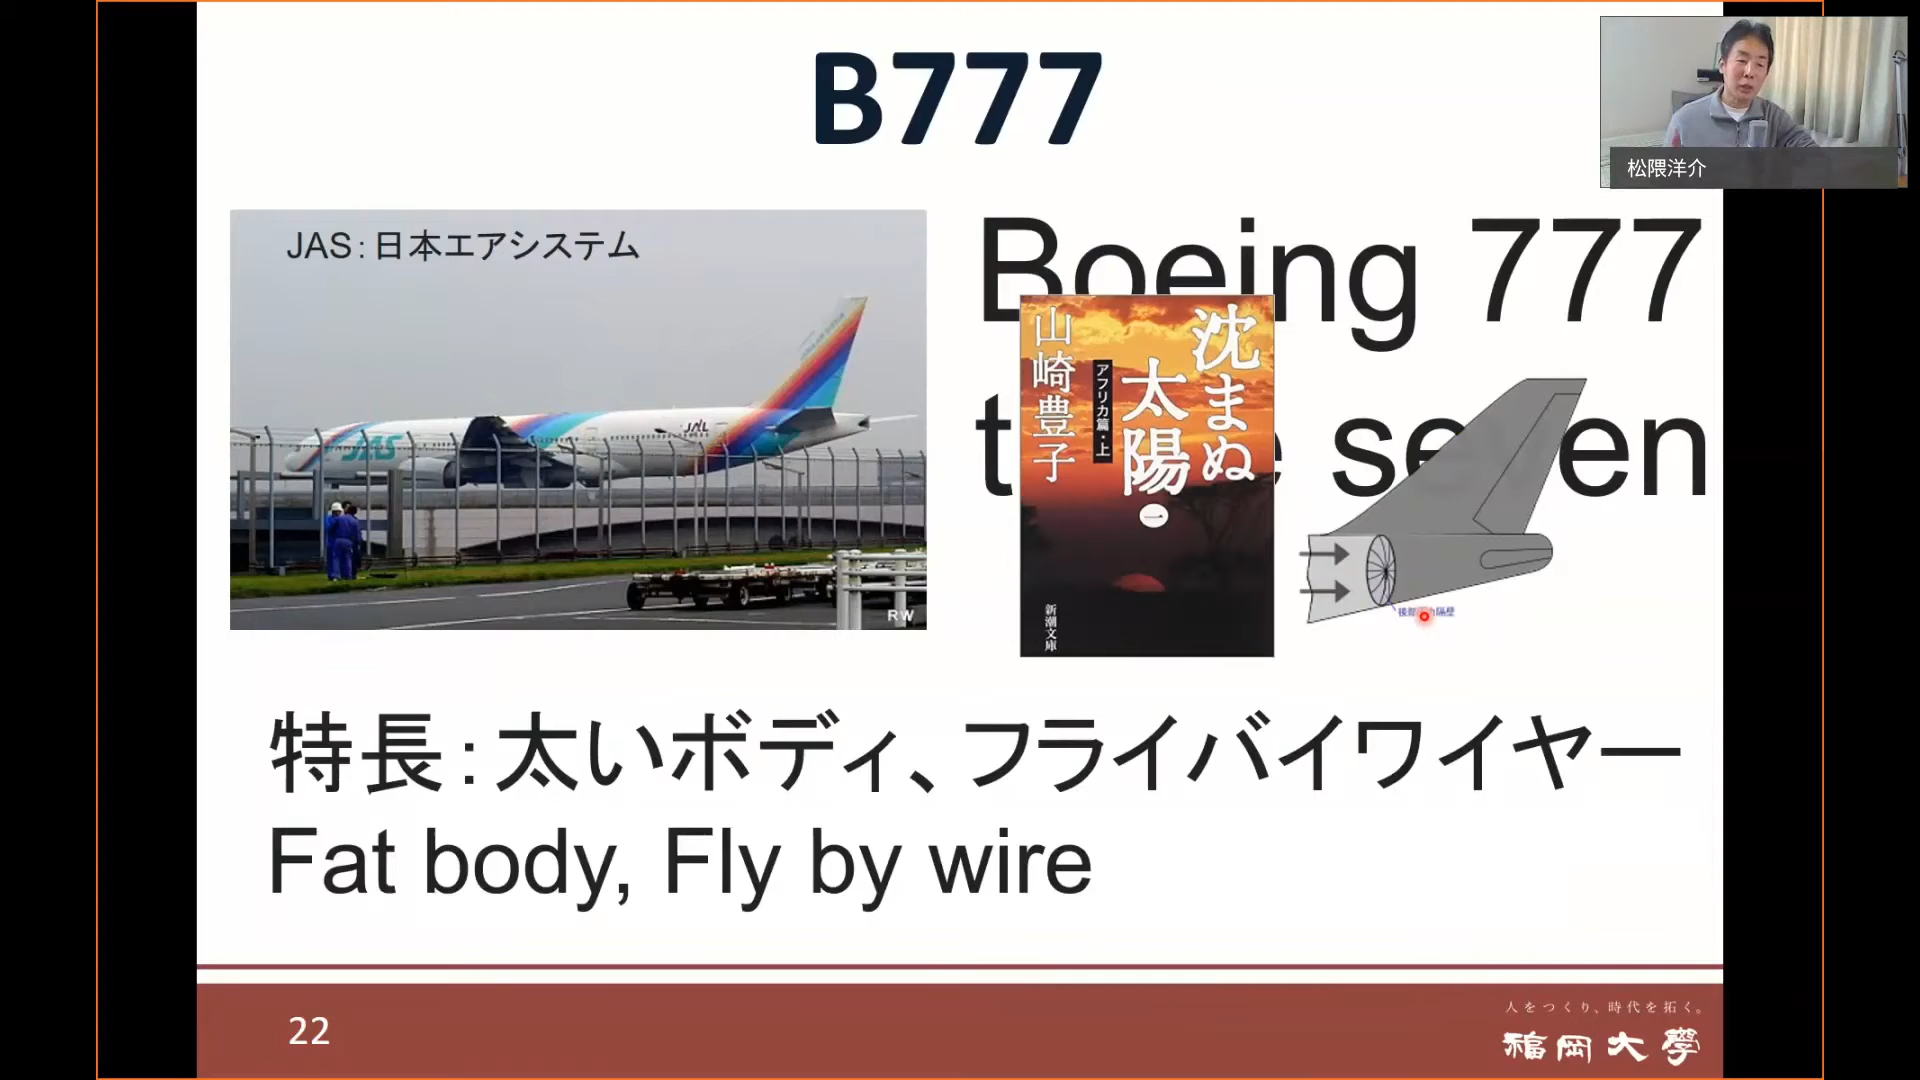 B777
松隈洋介
JAS：日本エアシステム
JAS
JAL
RW
Boeing 777
沈まぬ
太陽
㊀
アフリカ篇・上
山崎豊子
新潮文庫
特長：太いボディ、フライバイワイヤー
Fat body, Fly by wire
22
人をつくり、時代を拓く。
福岡大學